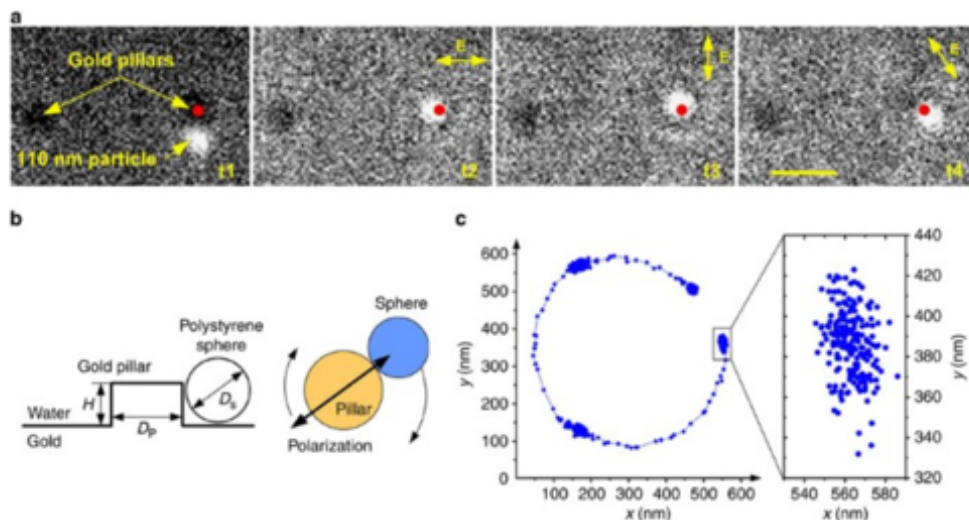 a
Gold pillars
110 nm particle
t1
E
t2
E
t3
E
t4
b
Sphere
Polystyrene
sphere
Gold pillar
H
Water
Gold
Dₚ
Dₛ
Pillar
Polarization
c
600
500
400
300
200
100
0
y (nm)
100 200 300 400 500 600
x (nm)
440
420
400
380
360
340
320
y (nm)
540 560 580
x (nm)